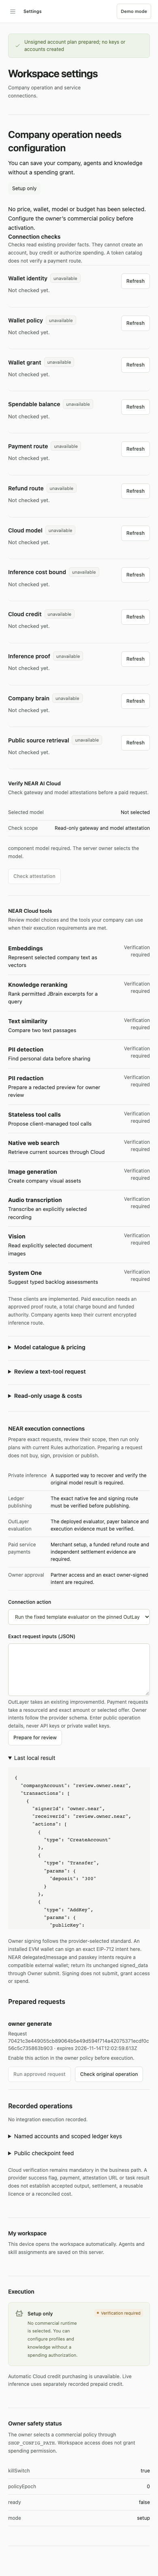 Settings
Demo mode
Unsigned account plan prepared; no keys or
accounts created
Workspace settings
Company operation and service
connections.
Company operation needs
configuration
You can save your company, agents and knowledge
without a spending grant.
Setup only
No price, wallet, model or budget has been selected.
Configure the owner's commercial policy before
activation.
Connection checks
Checks read existing provider facts. They cannot create an
account, buy credit or authorize spending. A token catalog
does not verify a payment route.
Wallet identity unavailable Refresh
Not checked yet.
Wallet policy unavailable Refresh
Not checked yet.
Wallet grant unavailable Refresh
Not checked yet.
Spendable balance unavailable Refresh
Not checked yet.
Payment route unavailable Refresh
Not checked yet.
Refund route unavailable Refresh
Not checked yet.
Cloud model unavailable Refresh
Not checked yet.
Inference cost bound unavailable Refresh
Not checked yet.
Cloud credit unavailable Refresh
Not checked yet.
Inference proof unavailable Refresh
Not checked yet.
Company brain unavailable Refresh
Not checked yet.
Public source retrieval unavailable Refresh
Not checked yet.
Verify NEAR AI Cloud
Check gateway and model attestations before a paid request.
Selected model Not selected
Check scope Read-only gateway and model attestation
component model required. The server owner selects the
model.
Check attestation
NEAR Cloud tools
Review model choices and the tools your company can use
when their execution requirements are met.
Embeddings Verification required
Represent selected company text as
vectors
Knowledge reranking Verification required
Rank permitted JBrain excerpts for a
query
Text similarity Verification required
Compare two text passages
PII detection Verification required
Find personal data before sharing
PII redaction Verification required
Prepare a redacted preview for owner
review
Stateless tool calls Verification required
Propose client-managed tool calls
Native web search Verification required
Retrieve current sources through Cloud
Image generation Verification required
Create company visual assets
Audio transcription Verification required
Transcribe an explicitly selected
recording
Vision Verification required
Read explicitly selected document
images
System One Verification required
Suggest typed backlog assessments
These clients are implemented. Paid execution needs an
approved proof route, a total charge bound and funded
authority. Company agents keep their current encrypted
inference route.
Model catalogue & pricing
Review a text-tool request
Read-only usage & costs
NEAR execution connections
Prepare exact requests, review their scope, then run only
plans with current Rules authorization. Preparing a request
does not buy, sign, provision or publish.
Private inference A supported way to recover and verify the
original model result is required.
Ledger publishing The exact native fee and signing route
must be verified before publishing.
OutLayer evaluation The deployed evaluator, payer balance and
execution evidence must be verified.
Paid service payments Merchant setup, a funded refund route and
independent settlement evidence are
required.
Owner approval Partner access and an exact owner-signed
intent are required.
Connection action
Run the fixed template evaluator on the pinned OutLay
Exact request inputs (JSON)
OutLayer takes an existing improvementId. Payment requests
take a resourceId and exact amount or selected offer. Owner
intents follow the provider schema. Enter public operation
details, never API keys or private wallet keys.
Prepare for review
Last local result
{
"companyAccount": "review.owner.near",
"transactions": [
{
"signerId": "owner.near",
"receiverId": "review.owner.near",
"actions": [
{
"type": "CreateAccount"
},
{
"type": "Transfer",
"params": {
"deposit": "300"
}
},
{
"type": "AddKey",
"params": {
"publicKey":
Owner signing follows the provider-selected standard. An
installed EVM wallet can sign an exact EIP-712 intent here.
NEAR delegated/message and passkey intents require a
compatible external wallet; return its standard signed_data
through Owner submit. Signing does not submit, grant access
or spend.
Prepared requests
owner generate
Request
Enable this action in the owner policy before execution.
Run approved request
Check original operation
Recorded operations
No integration execution recorded.
Named accounts and scoped ledger keys
Public checkpoint feed
Cloud verification remains mandatory in the business path. A
provider success flag, payment, attestation URL or task result
does not establish accepted output, settlement, a reusable
licence or a reconciled cost.
My workspace
This device opens the workspace automatically. Agents and
skill assignments are saved on this server.
Execution
Setup only Verification required
No commercial runtime
is selected. You can
configure profiles and
knowledge without a
spending authorization.
Automatic Cloud credit purchasing is unavailable. Live
inference uses separately recorded prepaid credit.
Owner safety status
The owner selects a commercial policy through
Workspace access does not grant
spending permission.
killSwitch true
policyEpoch 0
ready false
mode setup